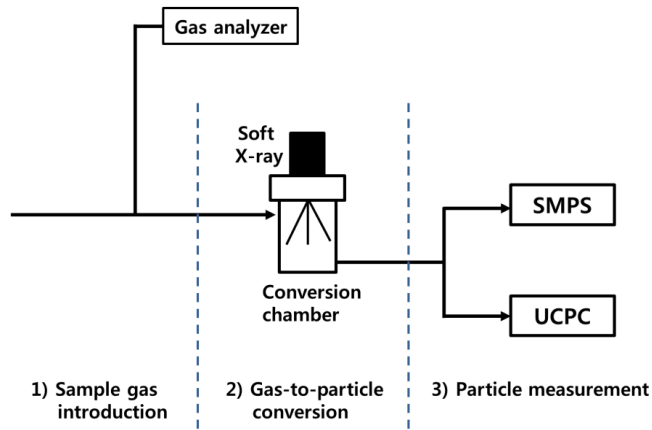 Gas analyzer
Soft
X-ray
SMPS
Conversion
chamber
UCPC
1) Sample gas
introduction
2) Gas-to-particle
conversion
3) Particle measurement